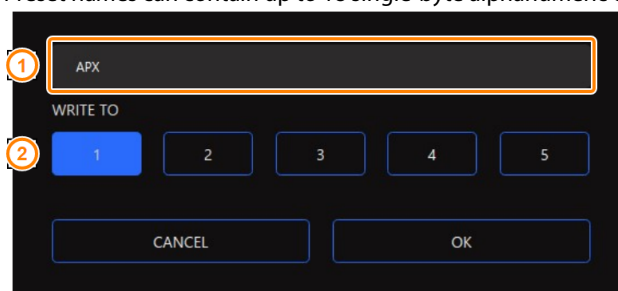 Preset names can contain up to 16 single-byte alphanumeric
1
APX
WRITE TO
2
1 2 3 4 5
CANCEL OK